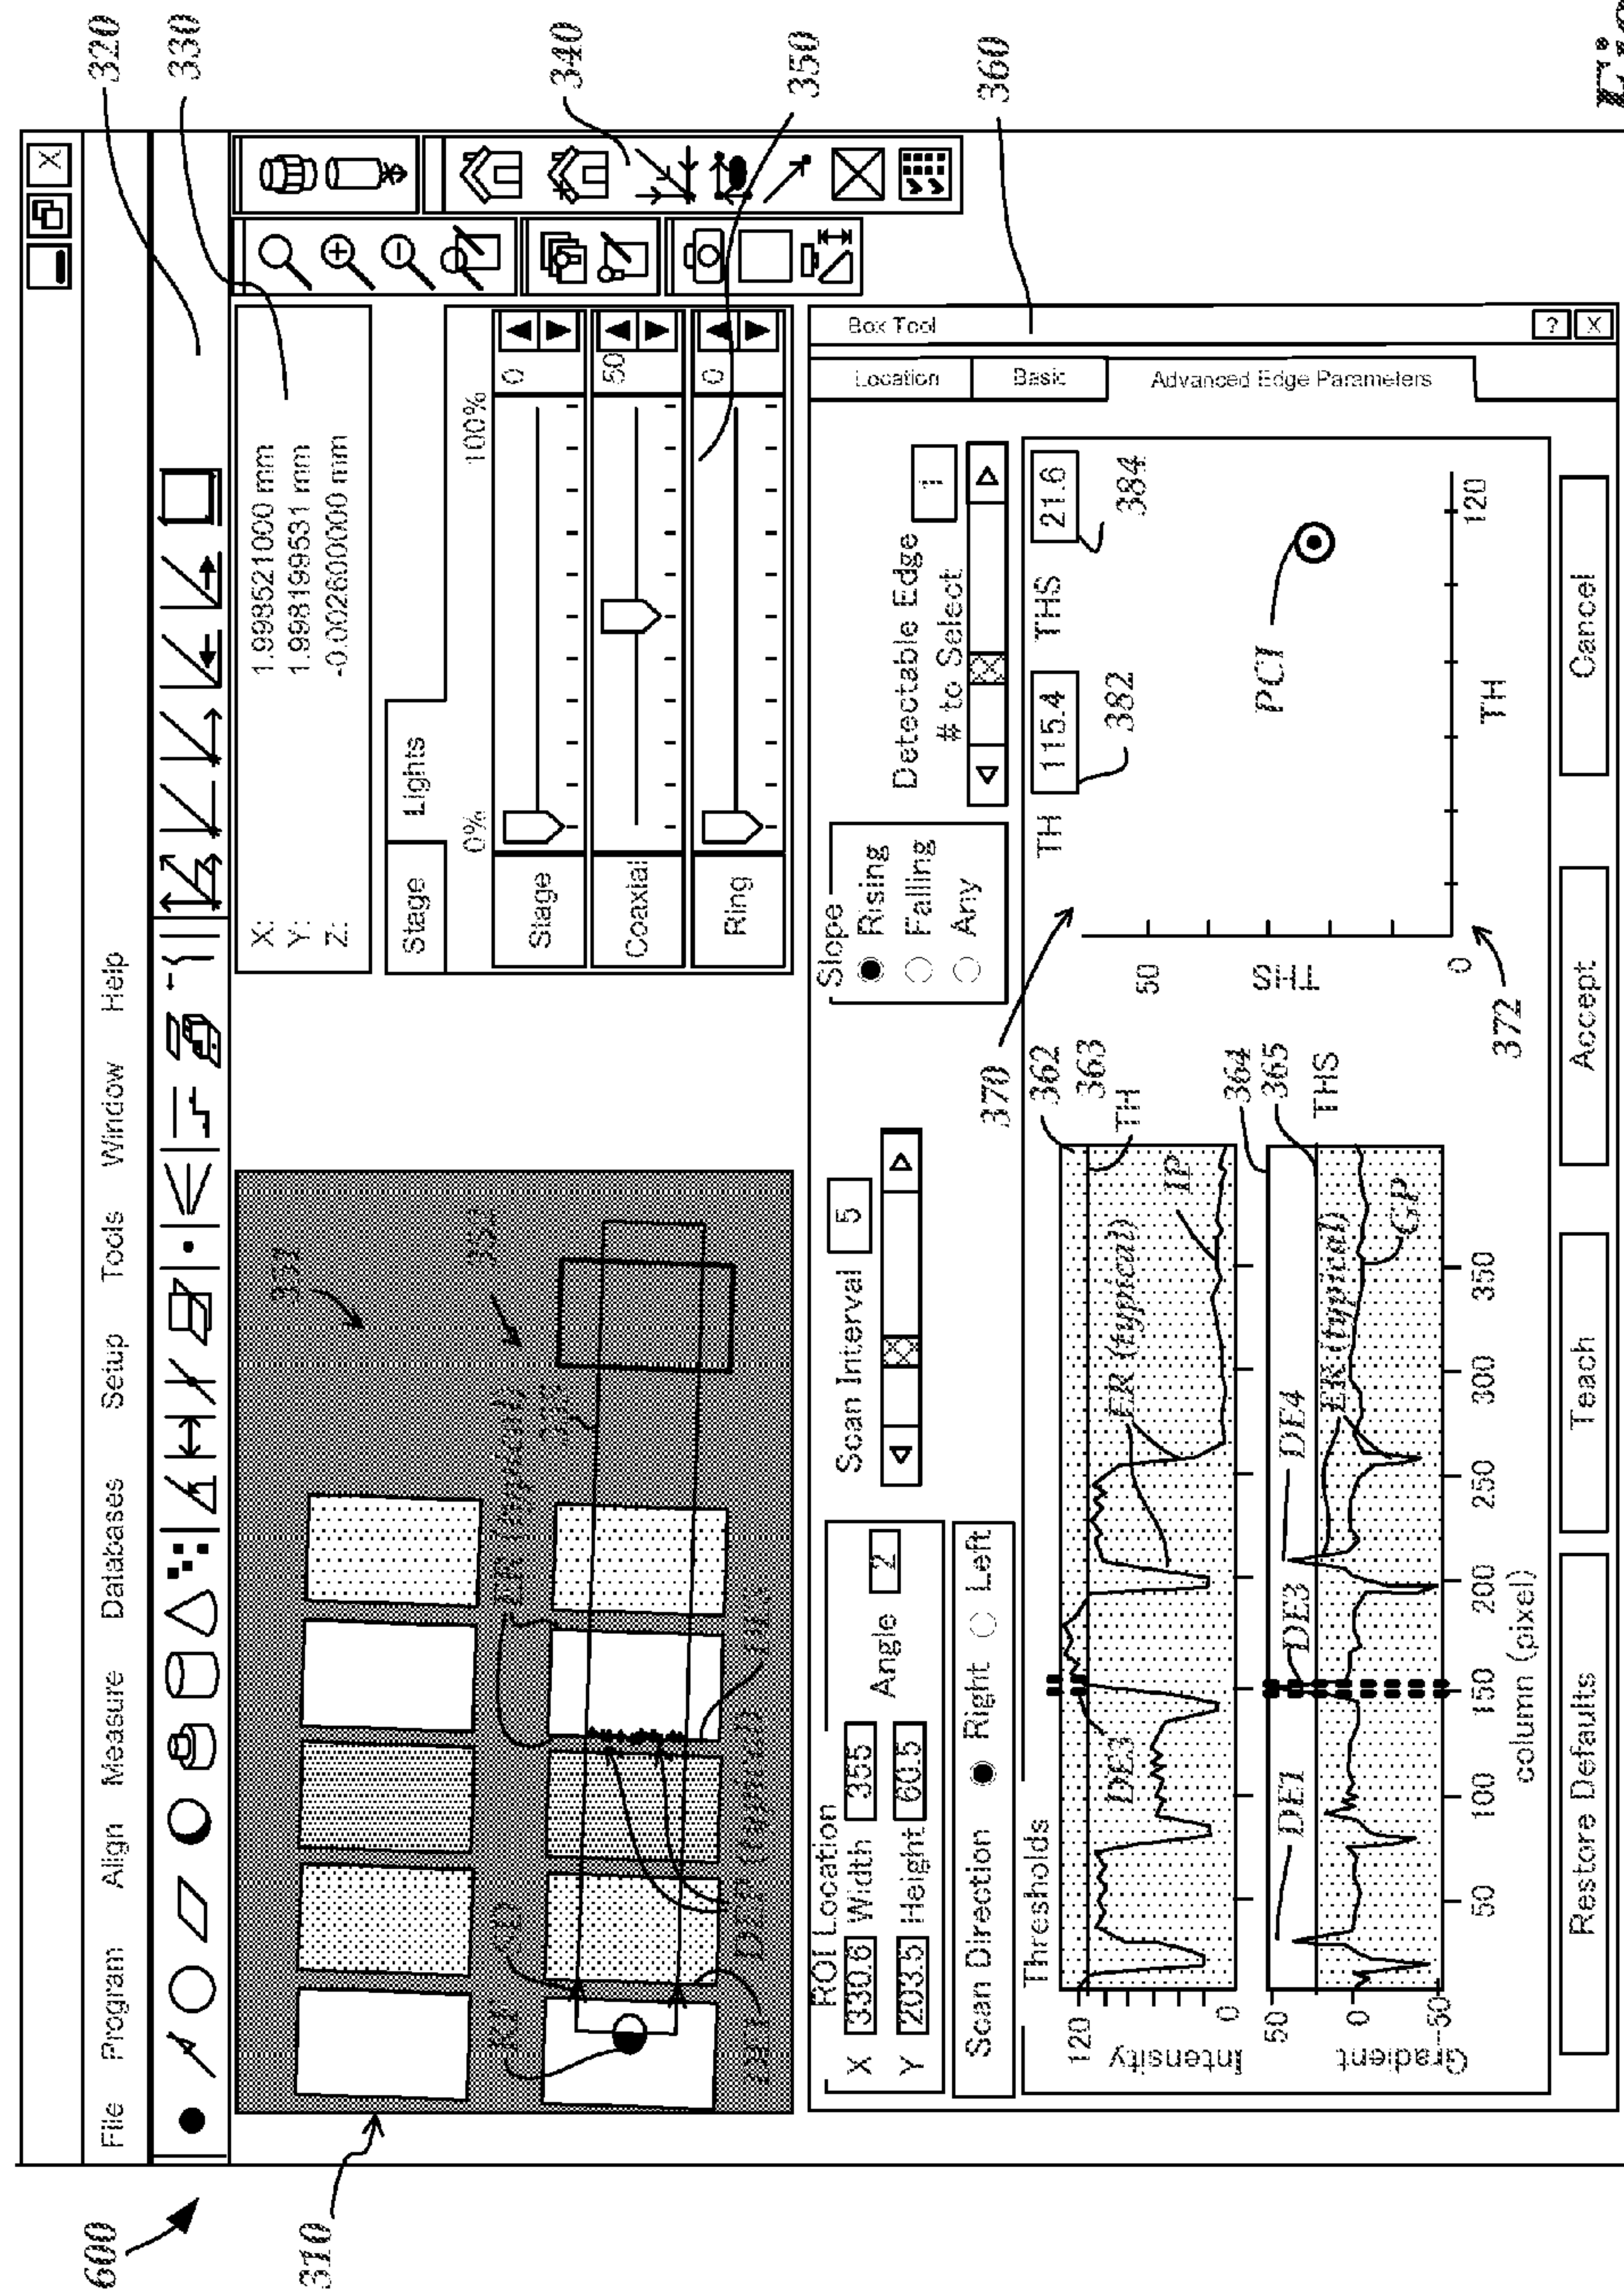 600
320
330
X
File Program Align Measure Databases Setup Tools Window Help
310
X: 1.998521000 mm
Y: 1.998199531 mm
Z: -0.002600000 mm
340
Stage Lights
0% 100%
Stage 0
Coaxial 50
Ring 0
350
360
Box Tool
? X
Location
Basic
Advanced Edge Parameters
ROI Location
X 330.6 Width 355
Y 203.5 Height 60.5
Angle 2
Scan Interval 5
Slope
Rising
Falling
Any
Detectable Edge
# to Select
1
Scan Direction Right Left
Thresholds
370
TH 115.4 THS 21.6
382
384
362
363
TH
120
Intensity
0
DE3
ER (typical)
IP
364
365
THS
50
Gradient
0
-50
DE1
DE3
DE4
ER (typical)
GP
50 100 150 200 250 300 350
column (pixel)
50
THS
0
PCI
120
TH
372
Restore Defaults Teach Accept Cancel